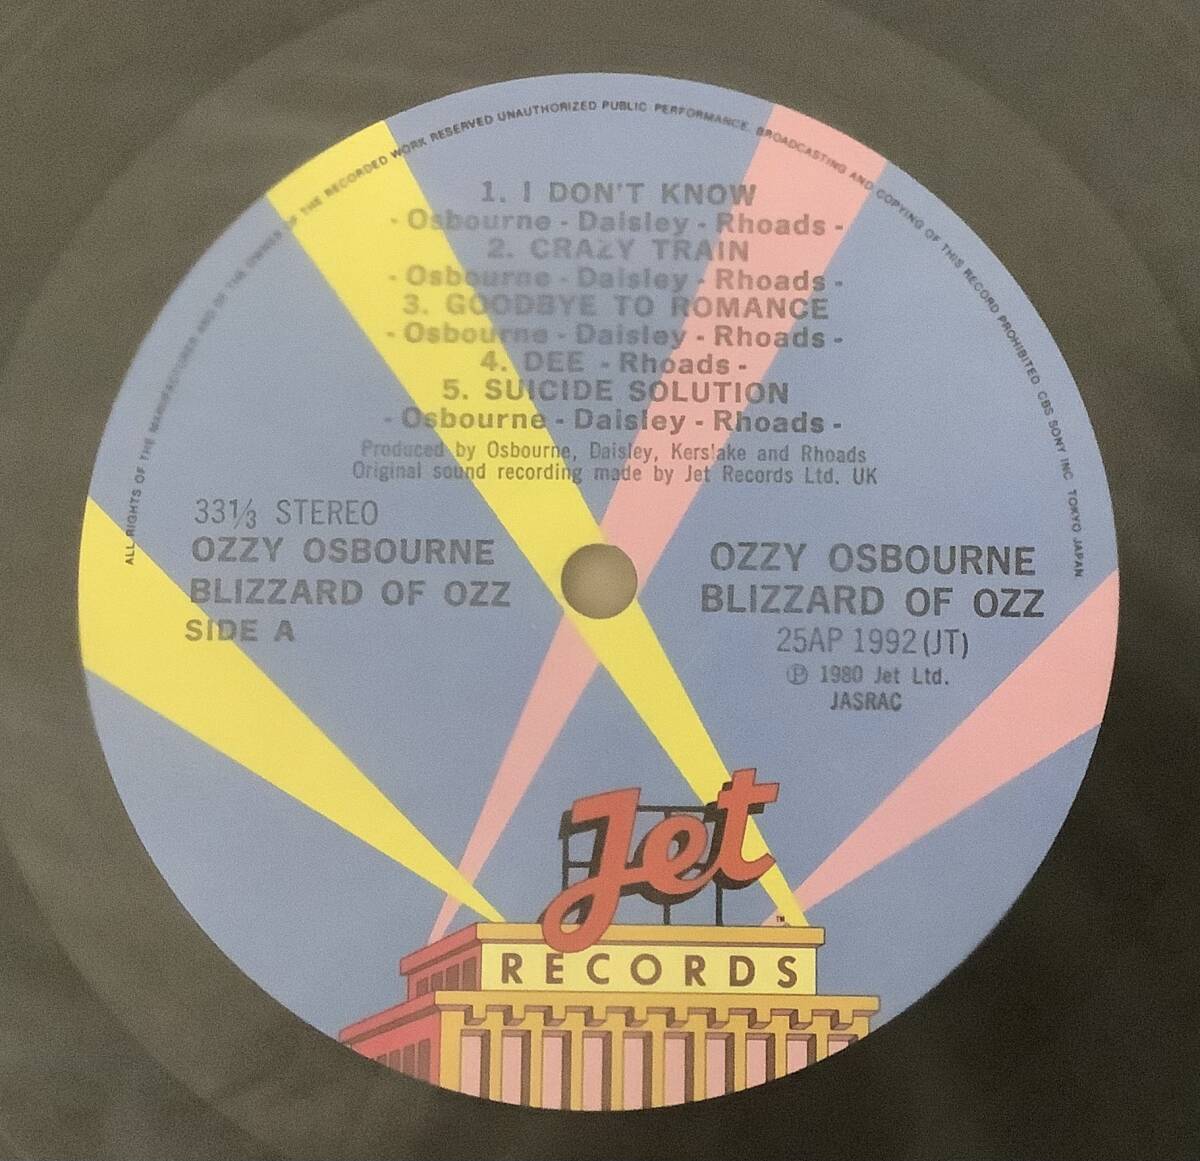 ALL RIGHTS OF THE MANUFACTURER AND OF THE OWNER OF THE RECORDED WORK RESERVED UNAUTHORIZED PUBLIC PERFORMANCE. BROADCASTING AND COPYING OF THIS RECORD PROHIBITED CBS SONY INC TOKYO JAPAN
1. I DON'T KNOW
- Osbourne - Daisley - Rhoads -
2. CRAZY TRAIN
- Osbourne - Daisley - Rhoads -
3. GOODBYE TO ROMANCE
- Osbourne - Daisley - Rhoads -
4. DEE - Rhoads -
5. SUICIDE SOLUTION
- Osbourne - Daisley - Rhoads -
Produced by Osbourne, Daisley, Kerslake and Rhoads
Original sound recording made by Jet Records Ltd. UK
33⅓ STEREO
OZZY OSBOURNE
BLIZZARD OF OZZ
SIDE A
OZZY OSBOURNE
BLIZZARD OF OZZ
25AP 1992(JT)
Ⓟ 1980 Jet Ltd.
JASRAC
Jet
TM
RECORDS